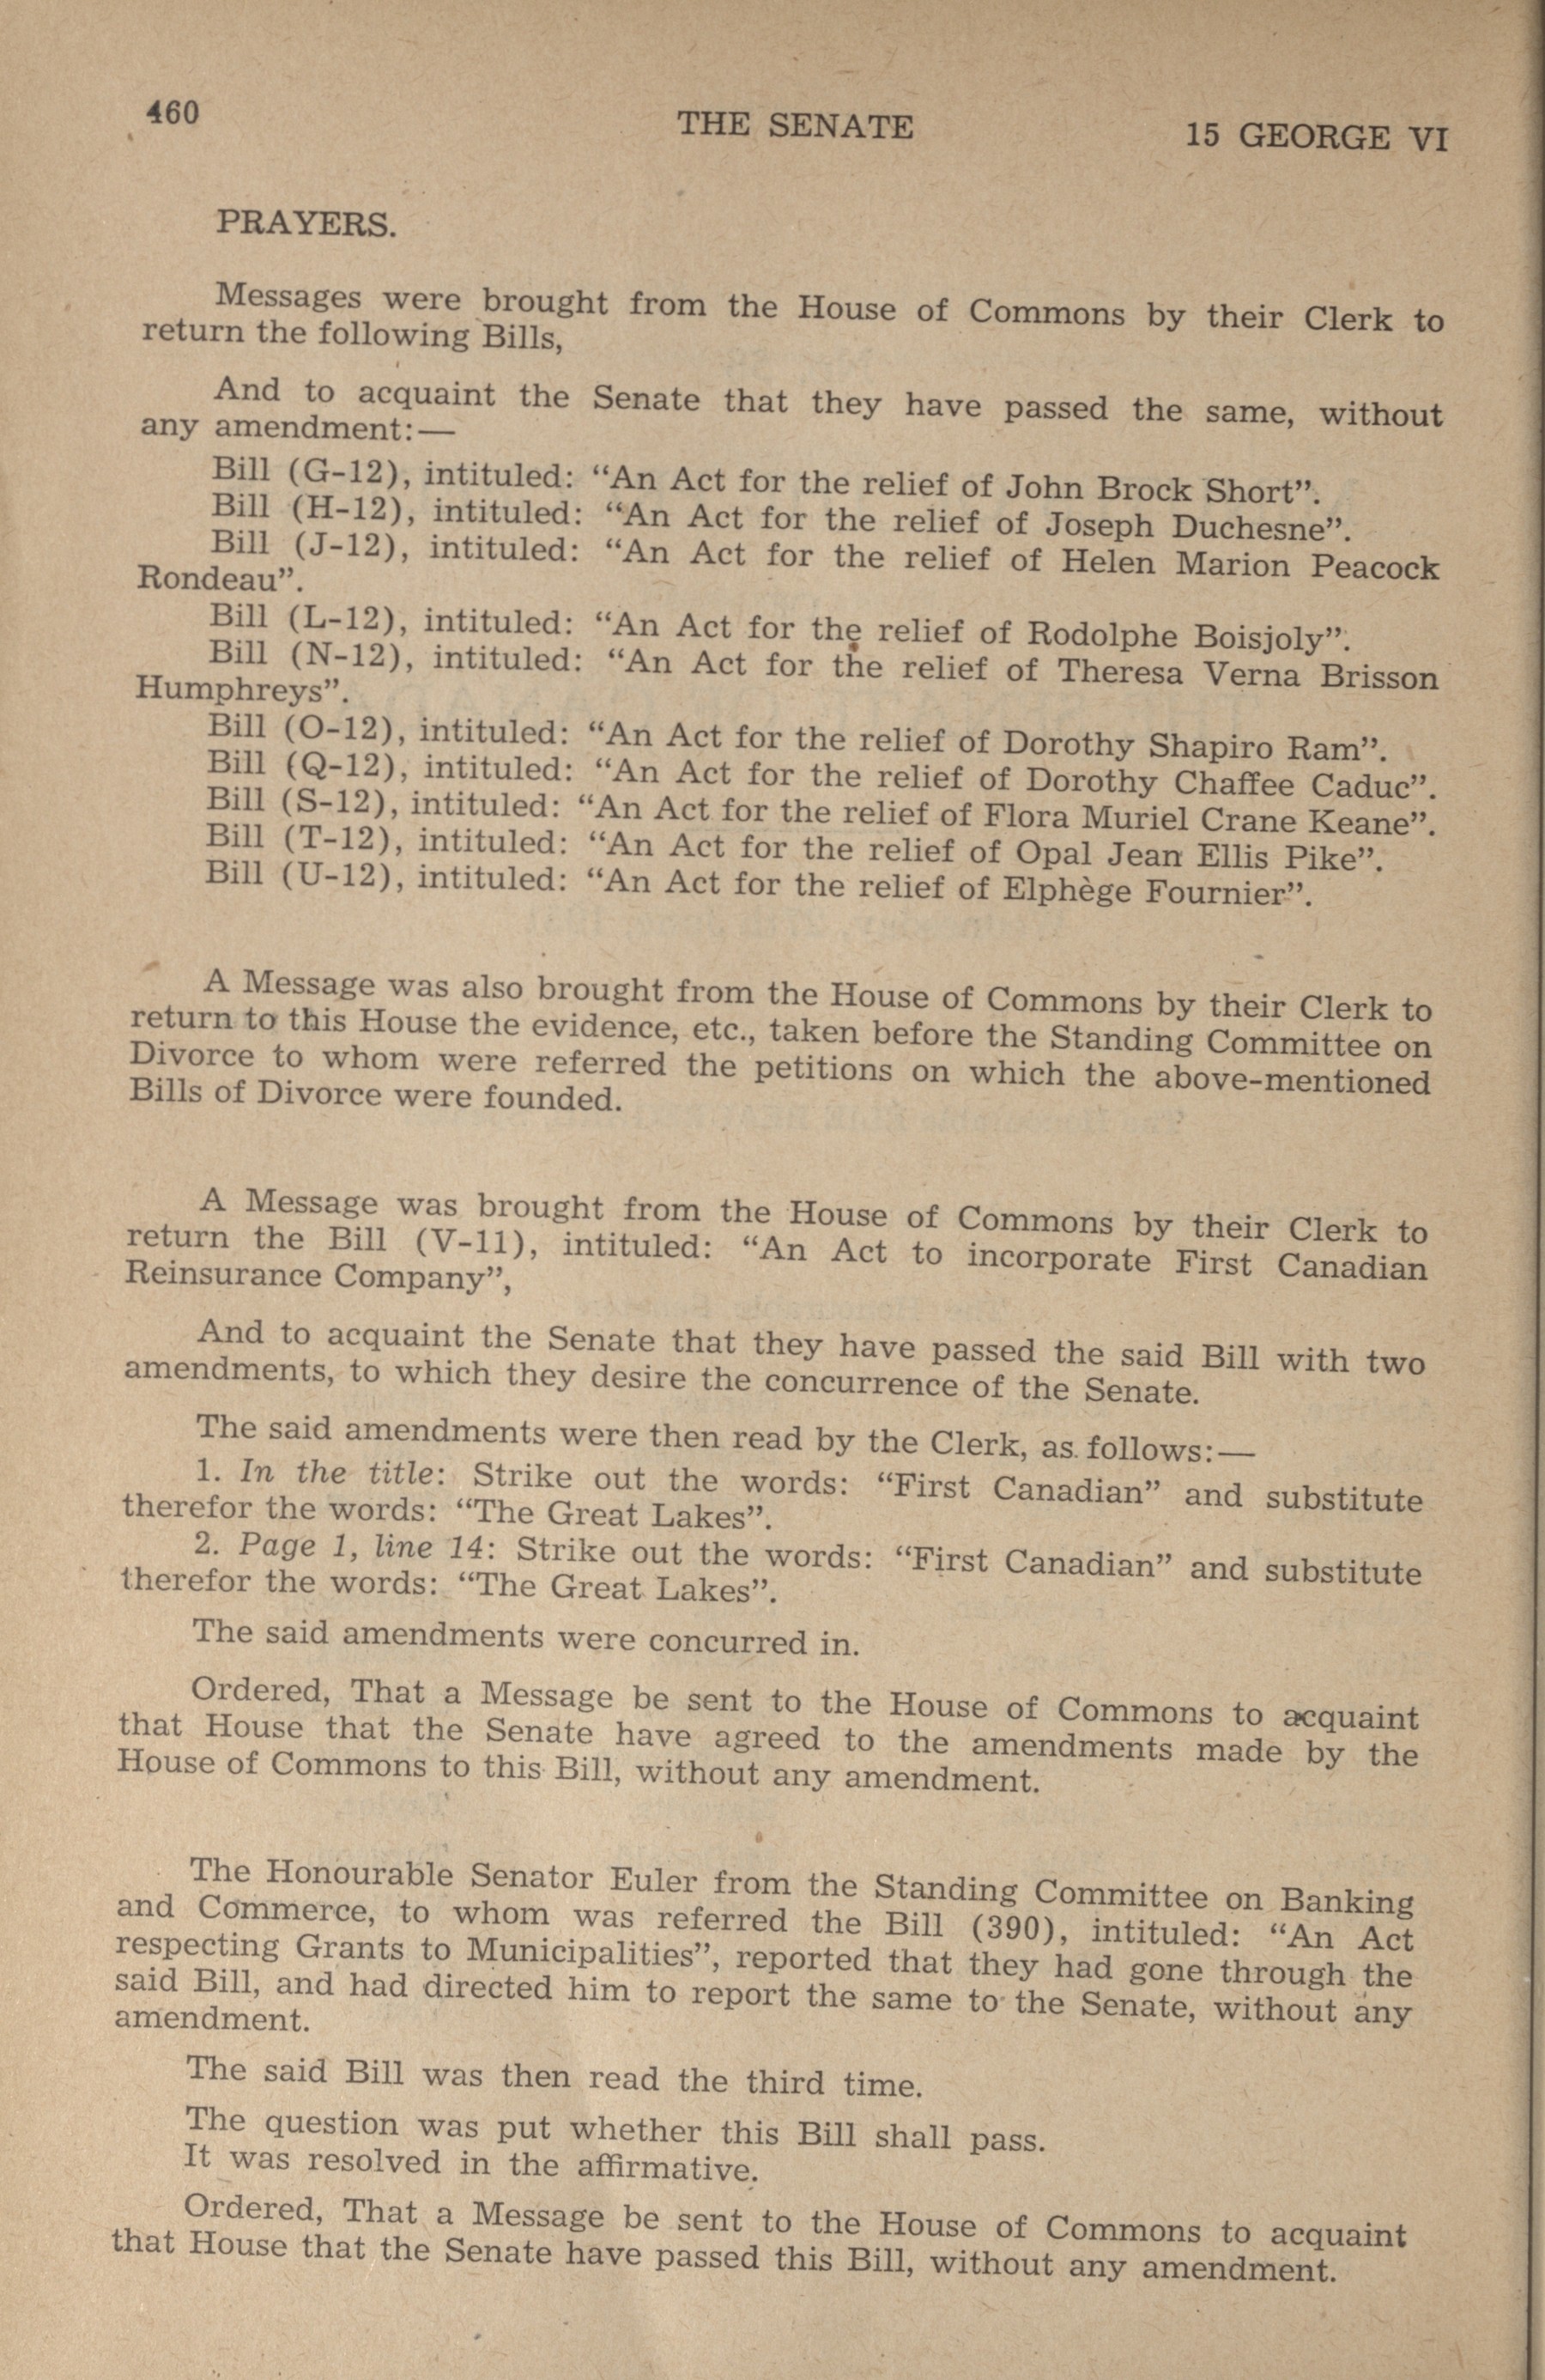 460
THE SENATE
15 GEORGE VI
PRAYERS.
Messages were brought from the House of Commons by their Clerk to
return the following Bills,
And to acquaint the Senate that they have passed the same, without
any amendment:—
Bill (G-12), intituled: “An Act for the relief of John Brock Short”.
Bill (H-12), intituled: “An Act for the relief of Joseph Duchesne”.
Bill (J-12), intituled: “An Act for the relief of Helen Marion Peacock
Rondeau”.
Bill (L-12), intituled: “An Act for the relief of Rodolphe Boisjoly”.
Bill (N-12), intituled: “An Act for the relief of Theresa Verna Brisson
Humphreys”.
Bill (O-12), intituled: “An Act for the relief of Dorothy Shapiro Ram”.
Bill (Q-12), intituled: “An Act for the relief of Dorothy Chaffee Caduc”.
Bill (S-12), intituled: “An Act for the relief of Flora Muriel Crane Keane”.
Bill (T-12), intituled: “An Act for the relief of Opal Jean Ellis Pike”.
Bill (U-12), intituled: “An Act for the relief of Elphège Fournier”.
A Message was also brought from the House of Commons by their Clerk to
return to this House the evidence, etc., taken before the Standing Committee on
Divorce to whom were referred the petitions on which the above-mentioned
Bills of Divorce were founded.
A Message was brought from the House of Commons by their Clerk to
return the Bill (V-11), intituled: “An Act to incorporate First Canadian
Reinsurance Company”,
And to acquaint the Senate that they have passed the said Bill with two
amendments, to which they desire the concurrence of the Senate.
The said amendments were then read by the Clerk, as follows:—
1. In the title: Strike out the words: “First Canadian” and substitute
therefor the words: “The Great Lakes”.
2. Page 1, line 14: Strike out the words: “First Canadian” and substitute
therefor the words: “The Great Lakes”.
The said amendments were concurred in.
Ordered, That a Message be sent to the House of Commons to acquaint
that House that the Senate have agreed to the amendments made by the
House of Commons to this Bill, without any amendment.
The Honourable Senator Euler from the Standing Committee on Banking
and Commerce, to whom was referred the Bill (390), intituled: “An Act
respecting Grants to Municipalities”, reported that they had gone through the
said Bill, and had directed him to report the same to the Senate, without any
amendment.
The said Bill was then read the third time.
The question was put whether this Bill shall pass.
It was resolved in the affirmative.
Ordered, That a Message be sent to the House of Commons to acquaint
that House that the Senate have passed this Bill, without any amendment.